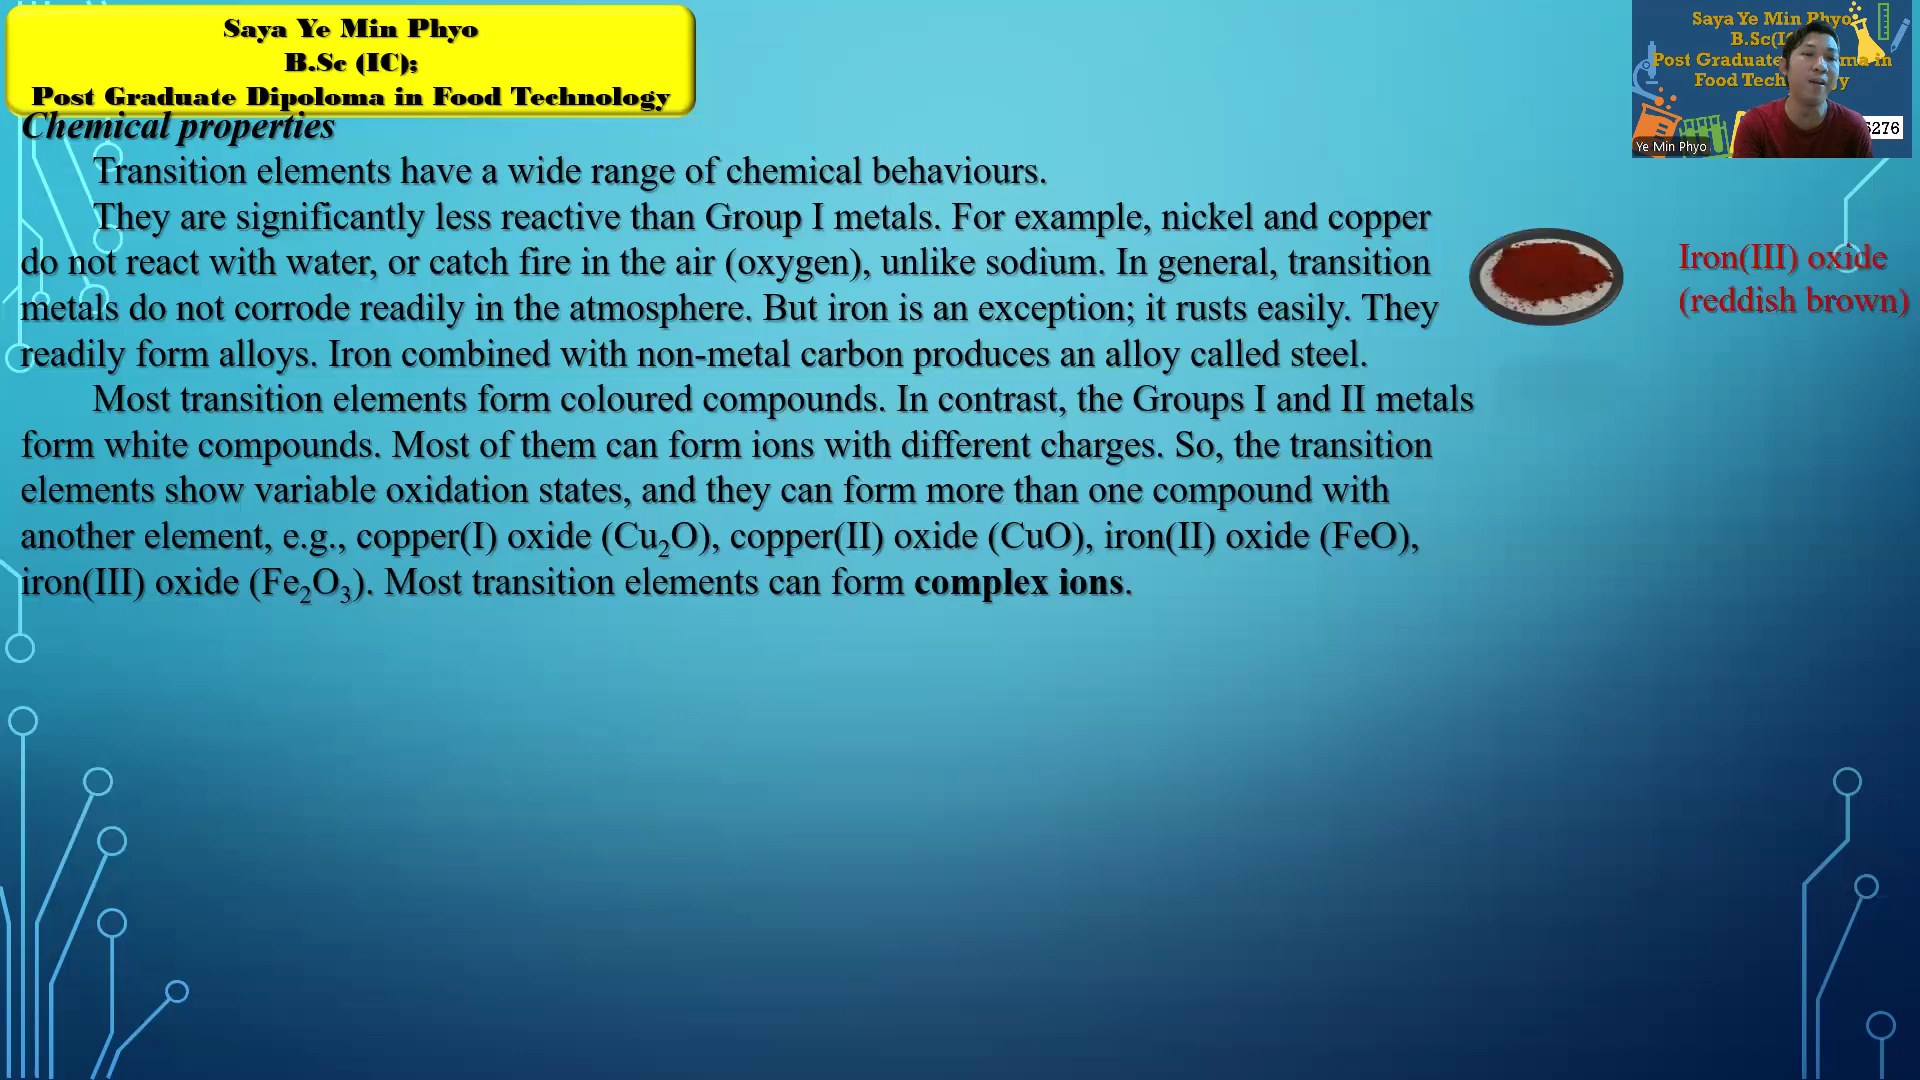 Saya Ye Min Phyo
B.Sc (IC);
Post Graduate Dipoloma in Food Technology
Chemical properties
Transition elements have a wide range of chemical behaviours.
They are significantly less reactive than Group I metals. For example, nickel and copper
do not react with water, or catch fire in the air (oxygen), unlike sodium. In general, transition
metals do not corrode readily in the atmosphere. But iron is an exception; it rusts easily. They
readily form alloys. Iron combined with non-metal carbon produces an alloy called steel.
Most transition elements form coloured compounds. In contrast, the Groups I and II metals
form white compounds. Most of them can form ions with different charges. So, the transition
elements show variable oxidation states, and they can form more than one compound with
another element, e.g., copper(I) oxide (Cu₂O), copper(II) oxide (CuO), iron(II) oxide (FeO),
iron(III) oxide (Fe₂O₃). Most transition elements can form complex ions.
Iron(III) oxide
(reddish brown)
Saya Ye Min Phyo
Post Graduate in
Food
Ye Min Phyo